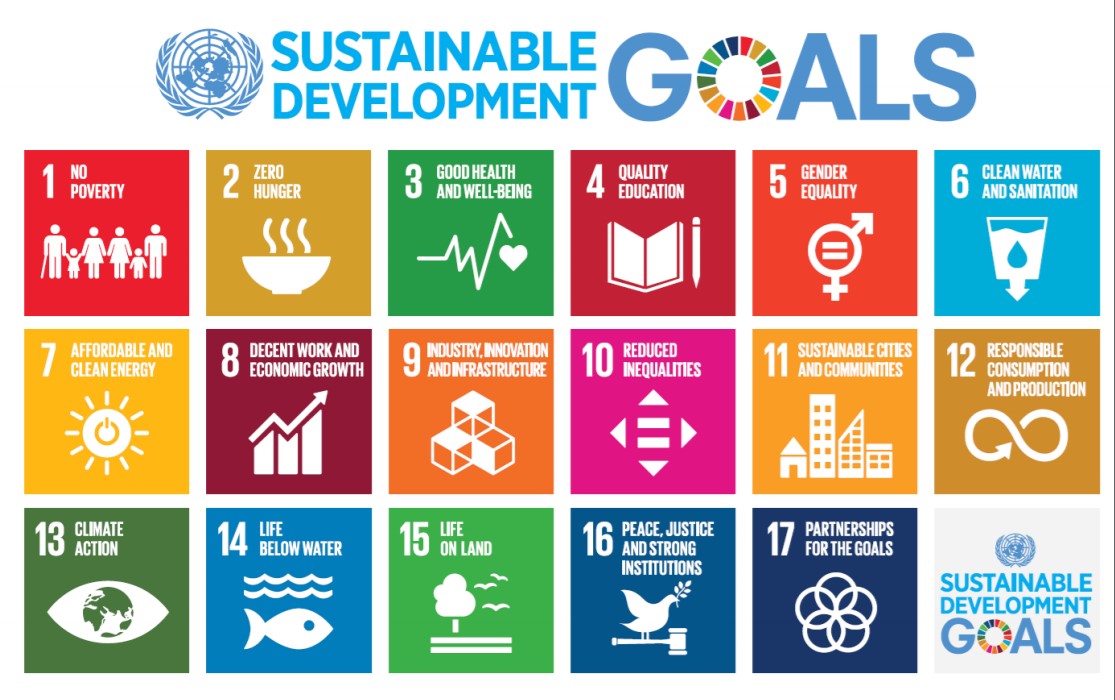 SUSTAINABLE
DEVELOPMENT
GOALS
1 NO
POVERTY
2 ZERO
HUNGER
3 GOOD HEALTH
AND WELL-BEING
4 QUALITY
EDUCATION
5 GENDER
EQUALITY
6 CLEAN WATER
AND SANITATION
7 AFFORDABLE AND
CLEAN ENERGY
8 DECENT WORK AND
ECONOMIC GROWTH
9 INDUSTRY, INNOVATION
AND INFRASTRUCTURE
10 REDUCED
INEQUALITIES
11 SUSTAINABLE CITIES
AND COMMUNITIES
12 RESPONSIBLE
CONSUMPTION
AND PRODUCTION
13 CLIMATE
ACTION
14 LIFE
BELOW WATER
15 LIFE
ON LAND
16 PEACE, JUSTICE
AND STRONG
INSTITUTIONS
17 PARTNERSHIPS
FOR THE GOALS
SUSTAINABLE
DEVELOPMENT
GOALS